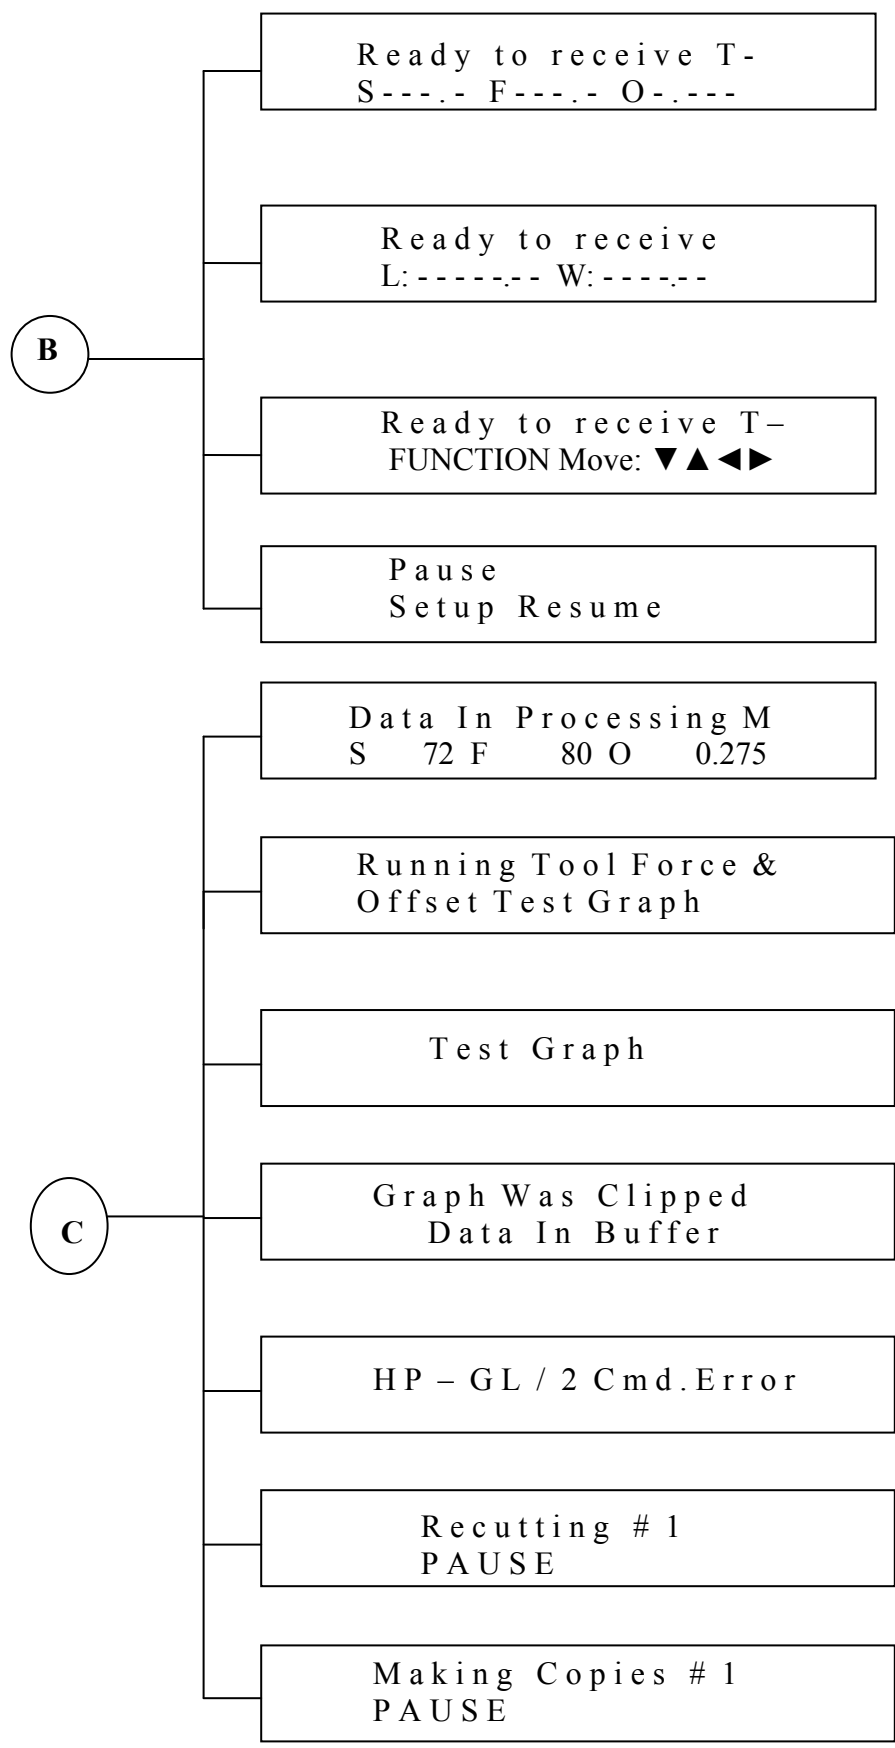 Ready to receive T-
S---.- F---.- O-.---
Ready to receive
L:-----.-- W:----.--
B
Ready to receive T–
FUNCTION Move: ▼▲◄►
Pause
Setup Resume
Data In Processing M
S 72 F 80 O 0.275
Running Tool Force &
Offset Test Graph
Test Graph
Graph Was Clipped
Data In Buffer
C
HP–GL/2 Cmd.Error
Recutting #1
PAUSE
Making Copies #1
PAUSE